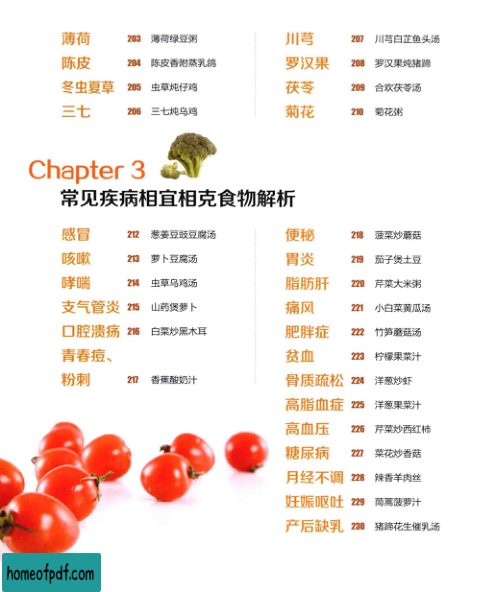 薄荷 203 薄荷绿豆粥
陈皮 204 陈皮香附蒸乳鸽
冬虫夏草 205 虫草炖仔鸡
三七 206 三七炖乌鸡
川芎 207 川芎白芷鱼头汤
罗汉果 208 罗汉果炖猪蹄
茯苓 209 合欢茯苓汤
菊花 210 菊花粥
Chapter 3
常见疾病相宜相克食物解析
感冒 212 葱姜豆豉豆腐汤
咳嗽 213 萝卜豆腐汤
哮喘 214 虫草乌鸡汤
支气管炎 215 山药煲萝卜
口腔溃疡 216 白菜炒黑木耳
青春痘、
粉刺 217 香蕉酸奶汁
便秘 218 菠菜炒蘑菇
胃炎 219 茄子煲土豆
脂肪肝 220 芹菜大米粥
痛风 221 小白菜黄瓜汤
肥胖症 222 竹笋蘑菇汤
贫血 223 柠檬果菜汁
骨质疏松 224 洋葱炒虾
高脂血症 225 洋葱果菜汁
高血压 226 芹菜炒西红柿
糖尿病 227 菜花炒香菇
月经不调 228 辣香羊肉丝
妊娠呕吐 229 茼蒿菠萝汁
产后缺乳 230 猪蹄花生催乳汤
homeofpdf.com